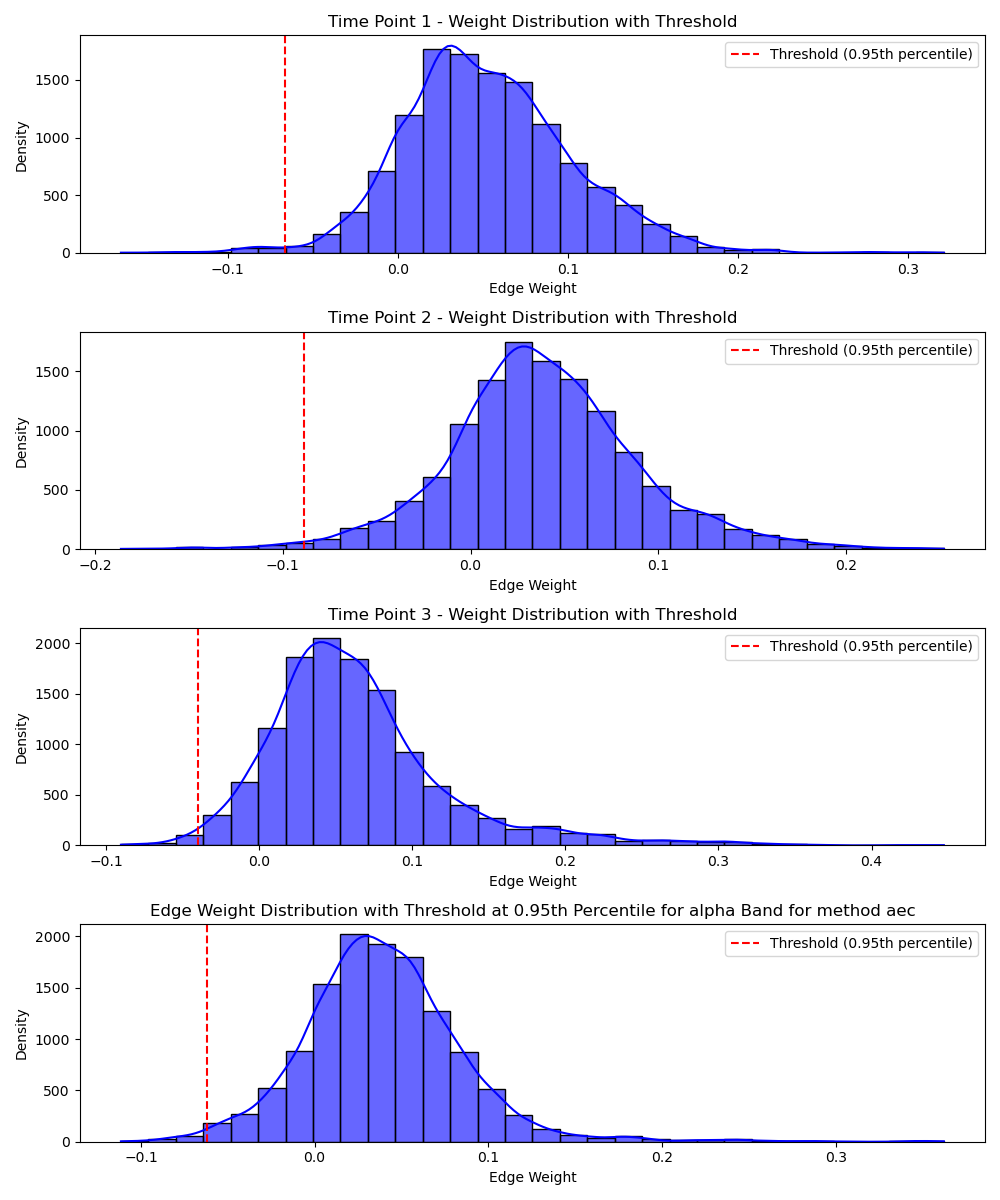 Time Point 1 - Weight Distribution with Threshold
Threshold (0.95th percentile)
Density
1500
1000
500
0
−0.1
0.0
0.1
0.2
0.3
Edge Weight
Time Point 2 - Weight Distribution with Threshold
Threshold (0.95th percentile)
Density
1500
1000
500
0
−0.2
−0.1
0.0
0.1
0.2
Edge Weight
Time Point 3 - Weight Distribution with Threshold
Threshold (0.95th percentile)
Density
2000
1500
1000
500
0
−0.1
0.0
0.1
0.2
0.3
0.4
Edge Weight
Edge Weight Distribution with Threshold at 0.95th Percentile for alpha Band for method aec
Threshold (0.95th percentile)
Density
2000
1500
1000
500
0
−0.1
0.0
0.1
0.2
0.3
Edge Weight